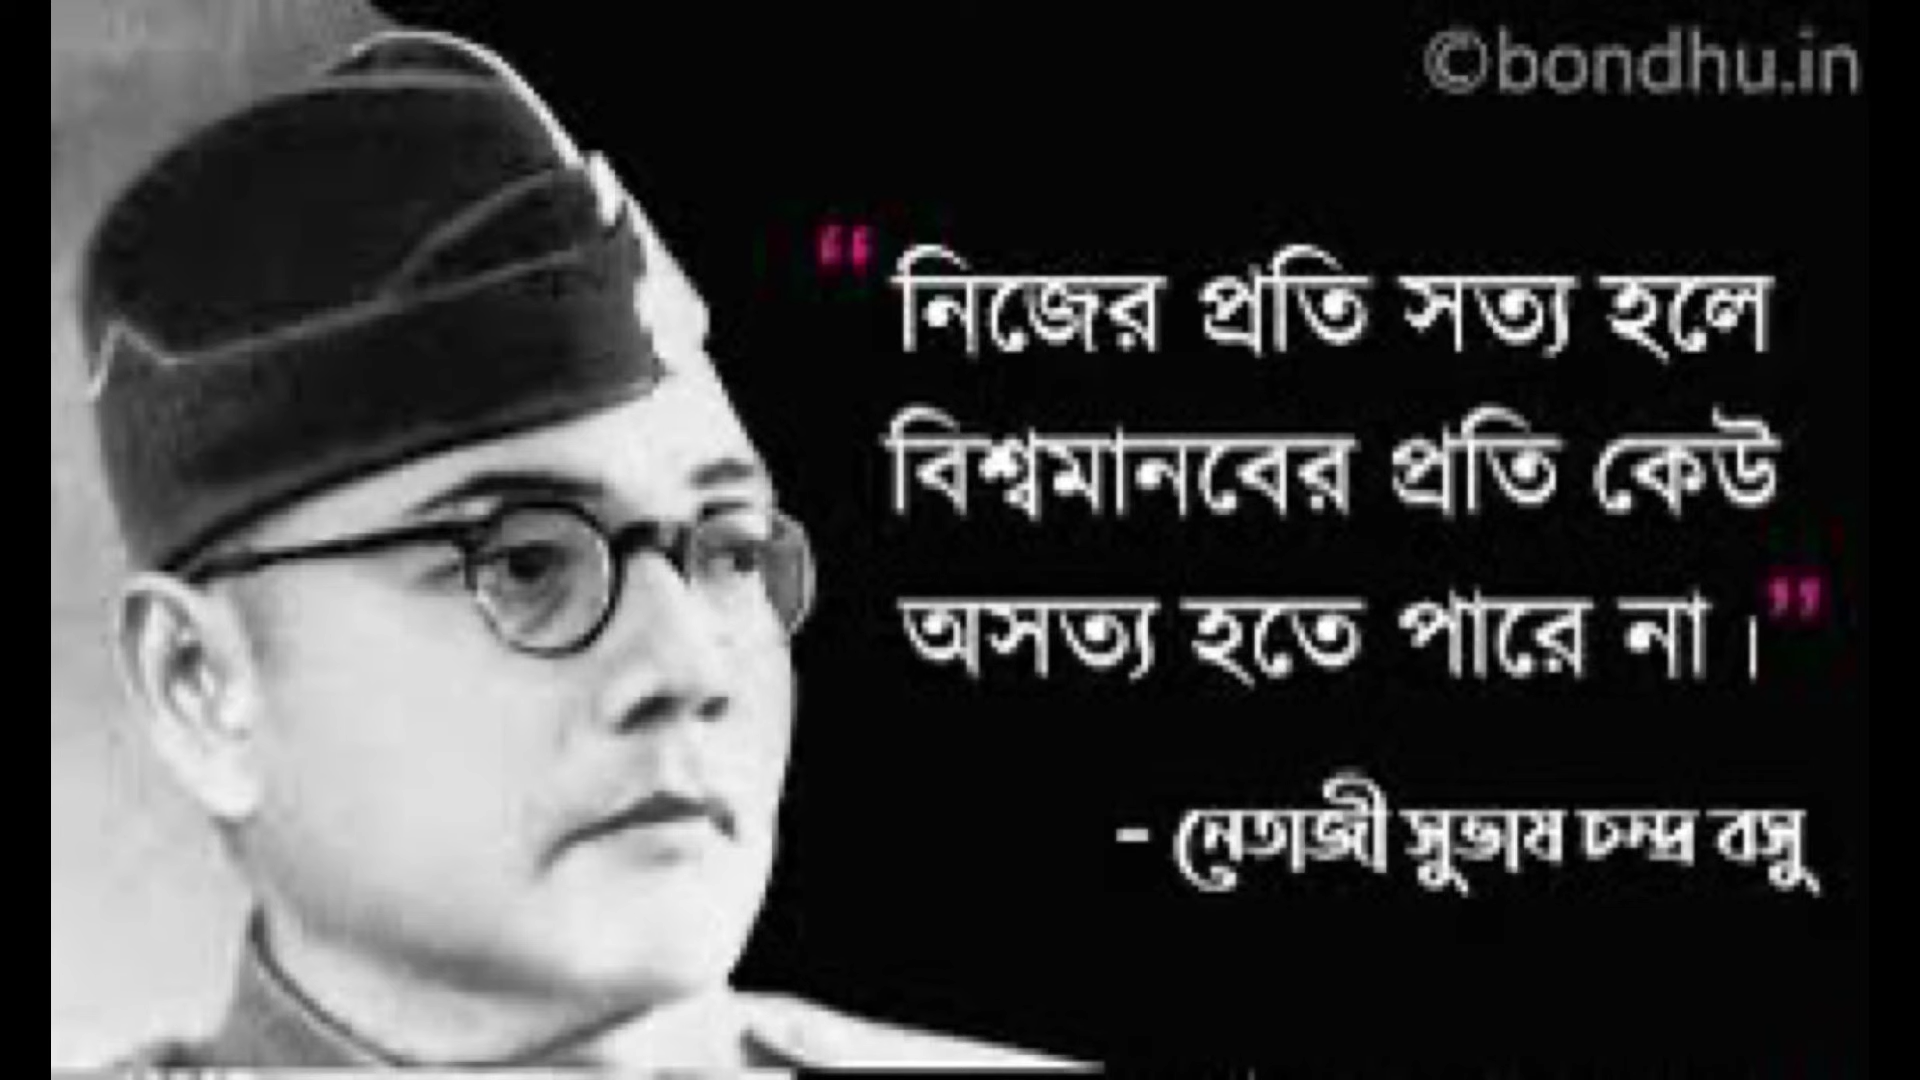 ©bondhu.in
“নিজের প্রতি সত্য হলে
বিশ্বমানবের প্রতি কেউ
অসত্য হতে পারে না।”
- নেতাজী সুভাষ চন্দ্র বসু